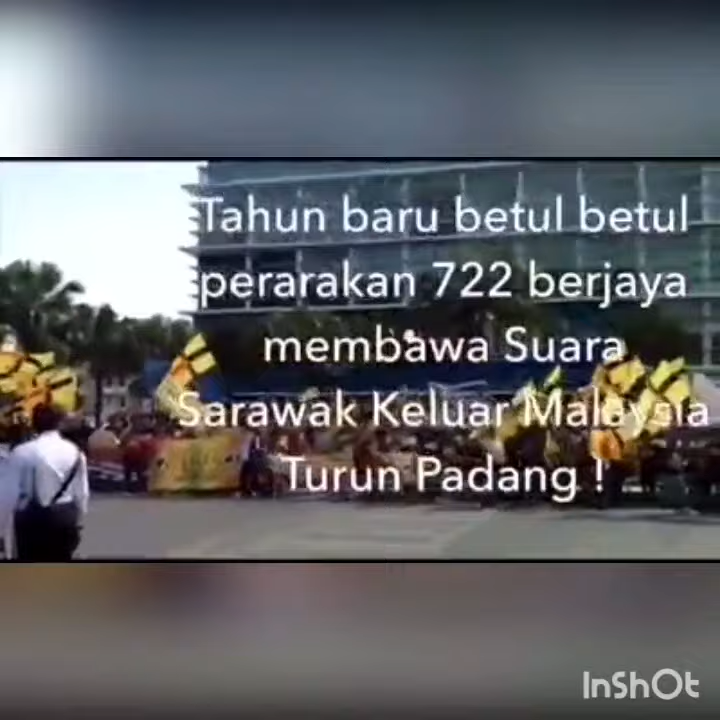 Tahun baru betul betul
perarakan 722 berjaya
membawa Suara
Sarawak Keluar Malaysia
Turun Padang !
InShOt